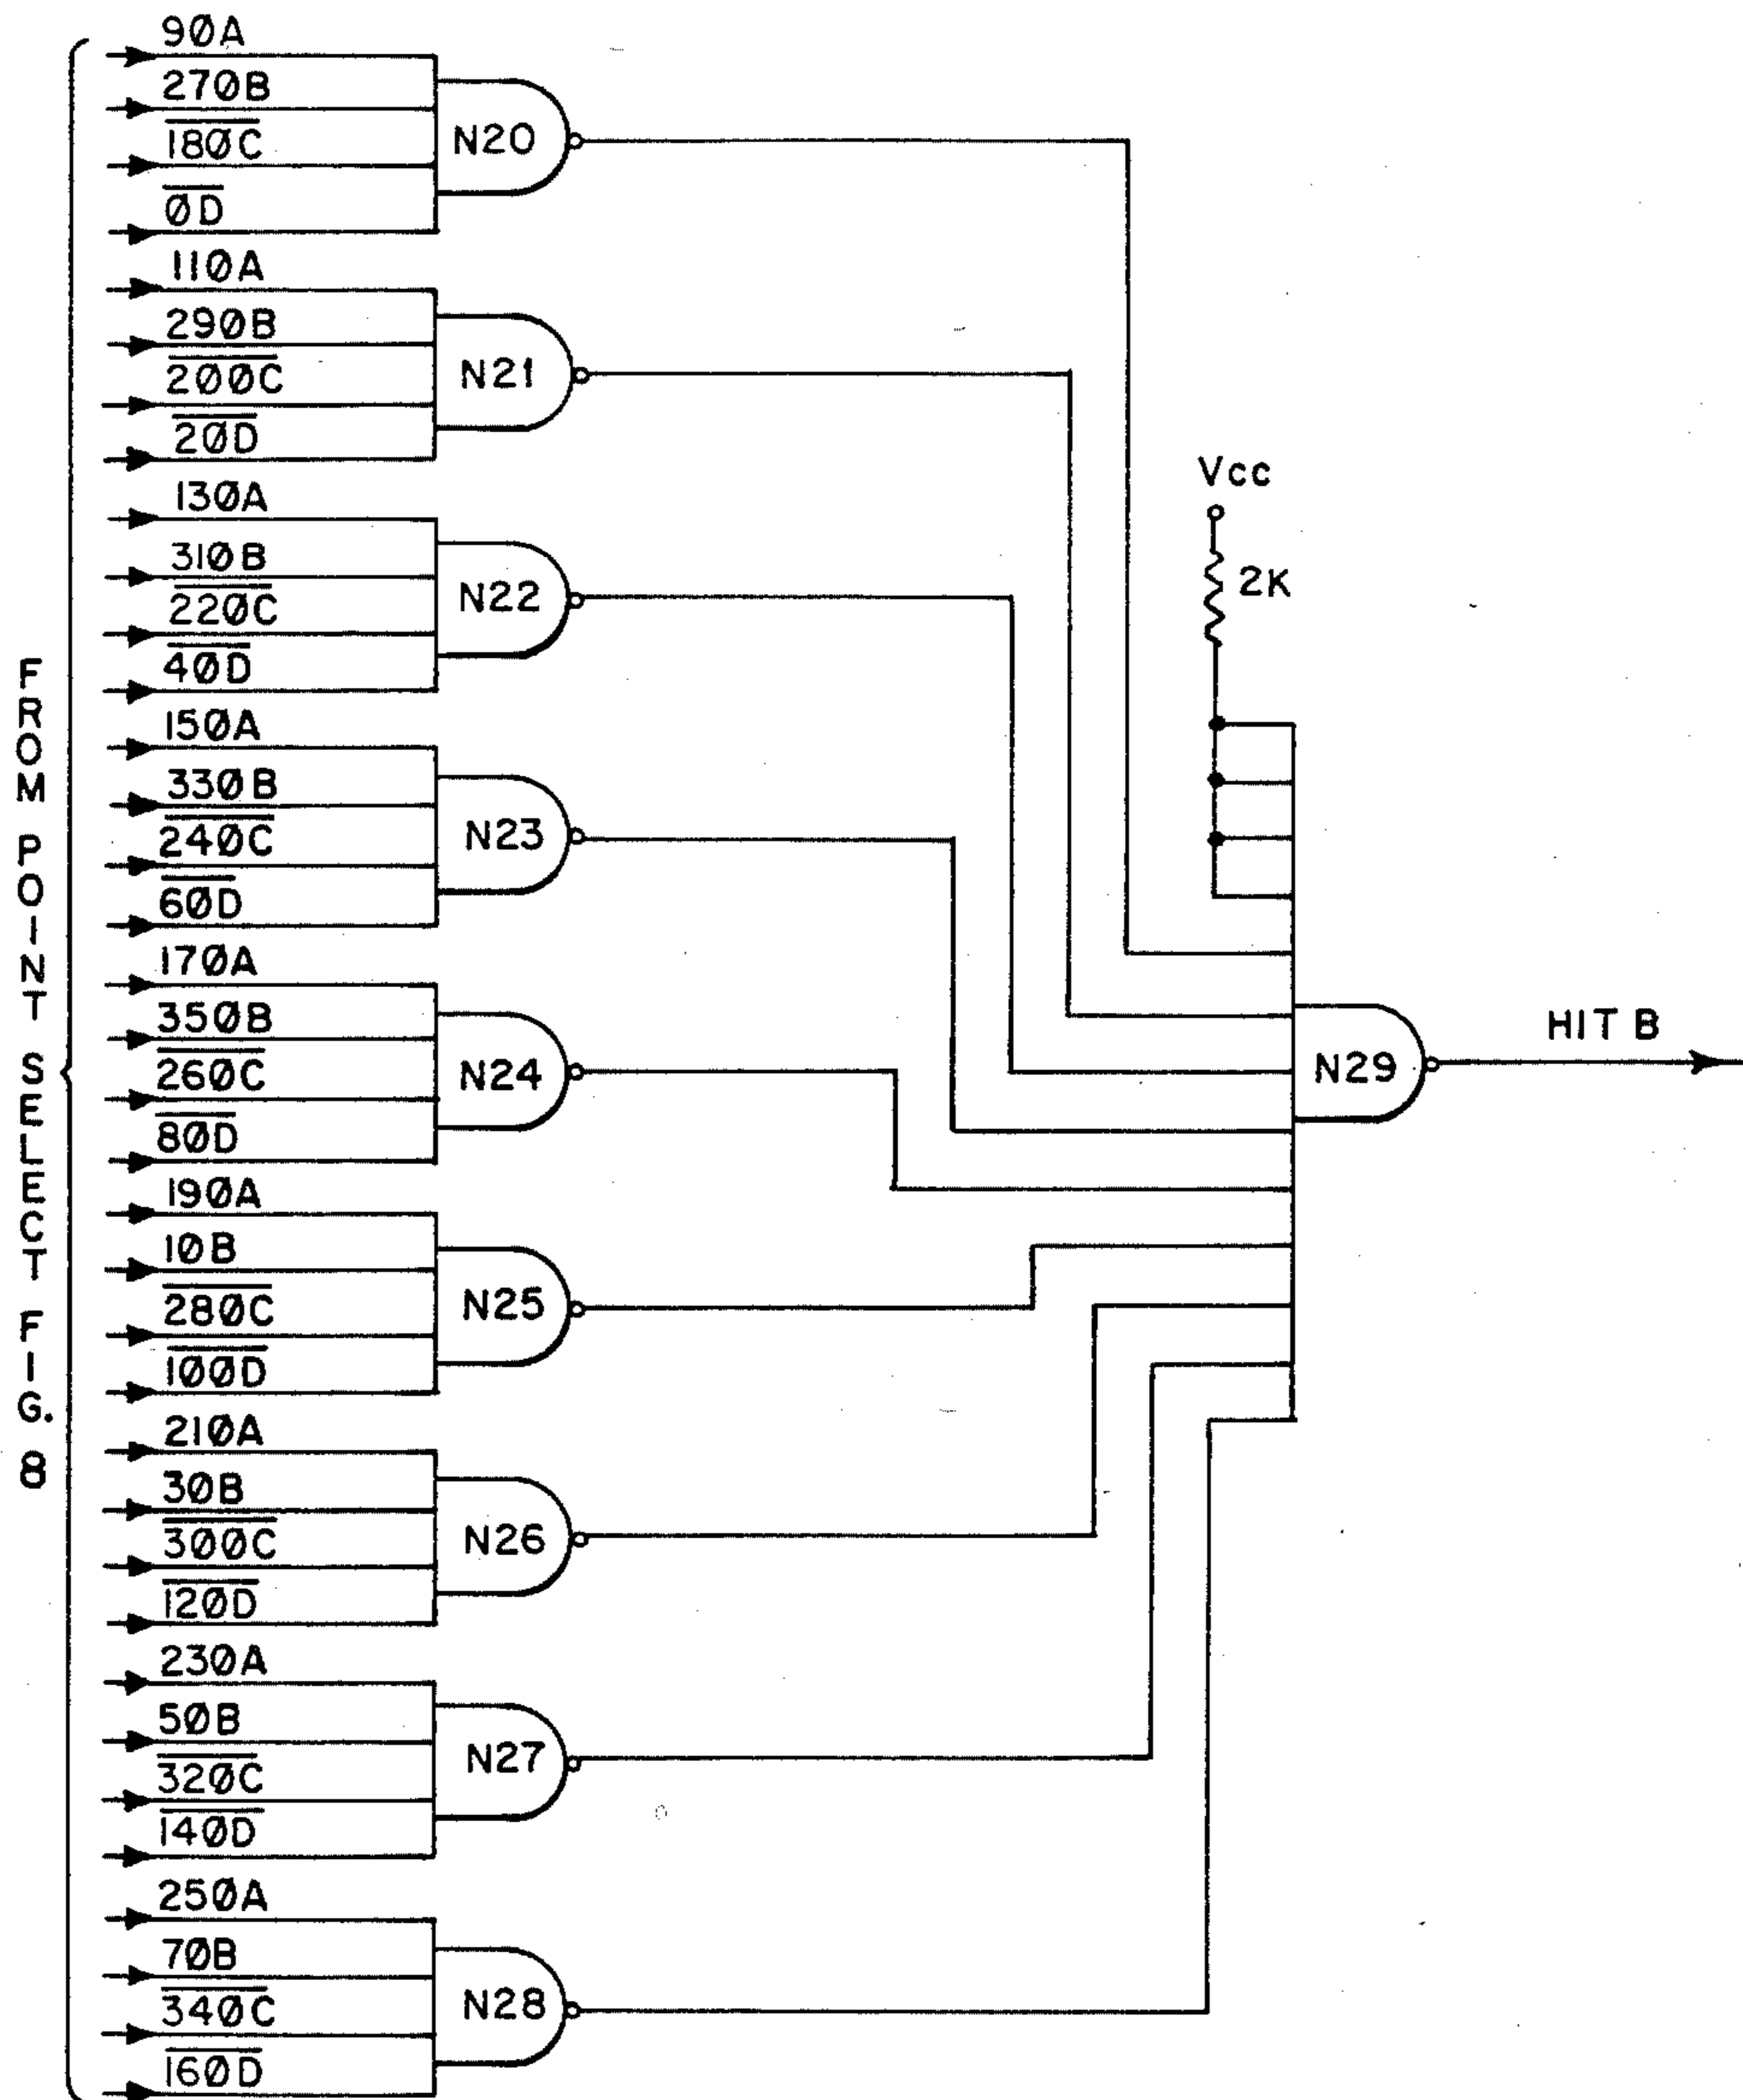 90A
270B
180C
0D
N20
110A
290B
200C
20D
N21
130A
310B
220C
40D
N22
150A
330B
240C
60D
N23
170A
350B
260C
80D
N24
190A
10B
280C
100D
N25
210A
30B
300C
120D
N26
230A
50B
320C
140D
N27
250A
70B
340C
160D
N28
FROM POINT SELECT FIG. 8
Vcc
2K
N29
HIT B